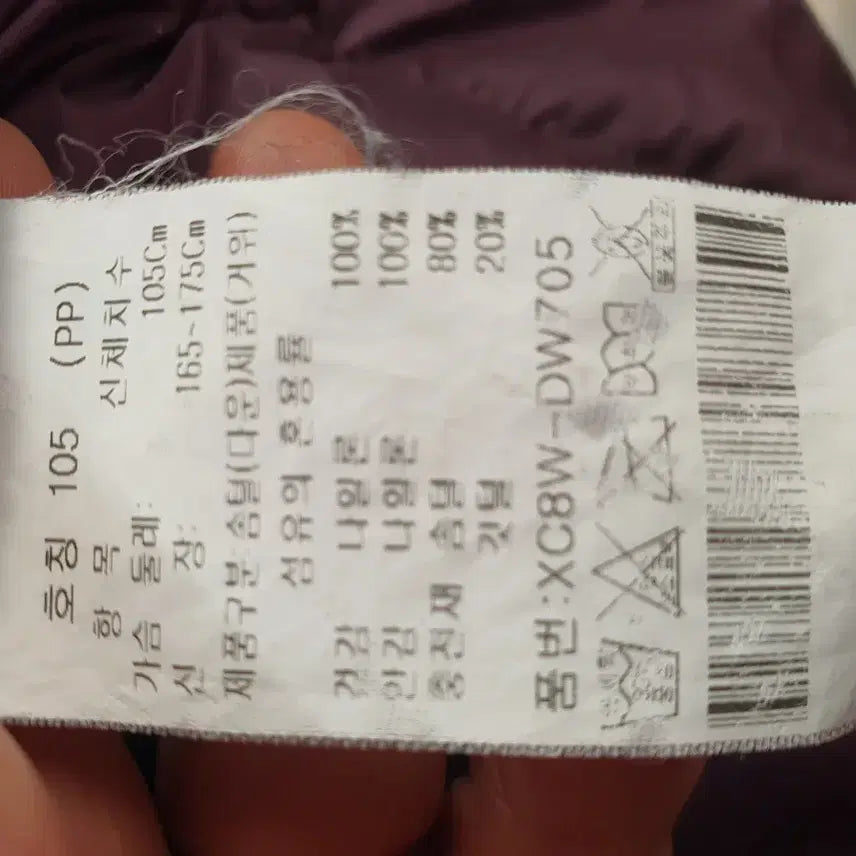 호칭 105 (PP)
항 목 신체치수
가슴 둘레: 105Cm
신 장: 165~175Cm
제품구분:솜털(다운)제품(거위)
섬유의 혼용률
겉감 나일론 100%
안감 나일론 100%
충전재 솜털 80%
깃털 20%
품번:XC8W-DW705